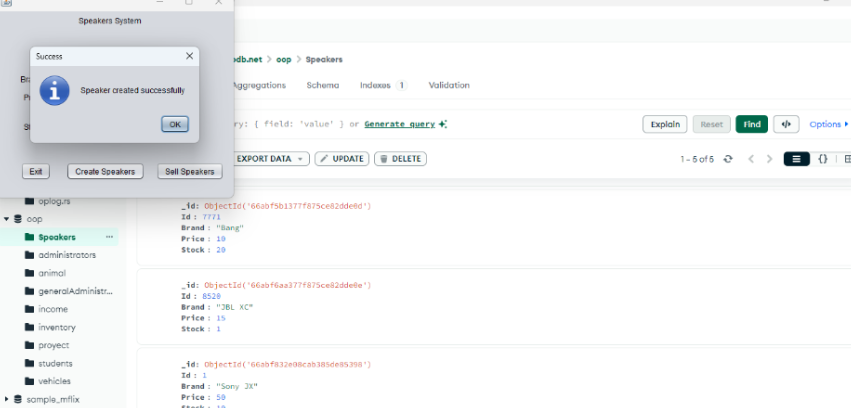 Speakers System
Success
Speaker created successfully
OK
Exit
Create Speakers
Sell Speakers
odb.net > oop > Speakers
Aggregations Schema Indexes 1 Validation
ry: { field: 'value' } or Generate query
Explain Reset Find </> Options
EXPORT DATA UPDATE DELETE
1 – 5 of 5 {}
oplog.rs
oop
Speakers ...
administrators
animal
generalAdministr...
income
inventory
proyect
students
vehicles
sample_mflix
_id: ObjectId('66abf5b1377f875ce82dde0d')
Id : 7771
Brand : "Bang"
Price : 10
Stock : 20
_id: ObjectId('66abf6aa377f875ce82dde0e')
Id : 8520
Brand : "JBL XC"
Price : 15
Stock : 1
_id: ObjectId('66abf832e08cab385de85350')
Id : 1
Brand : "Sony JX"
Price : 50